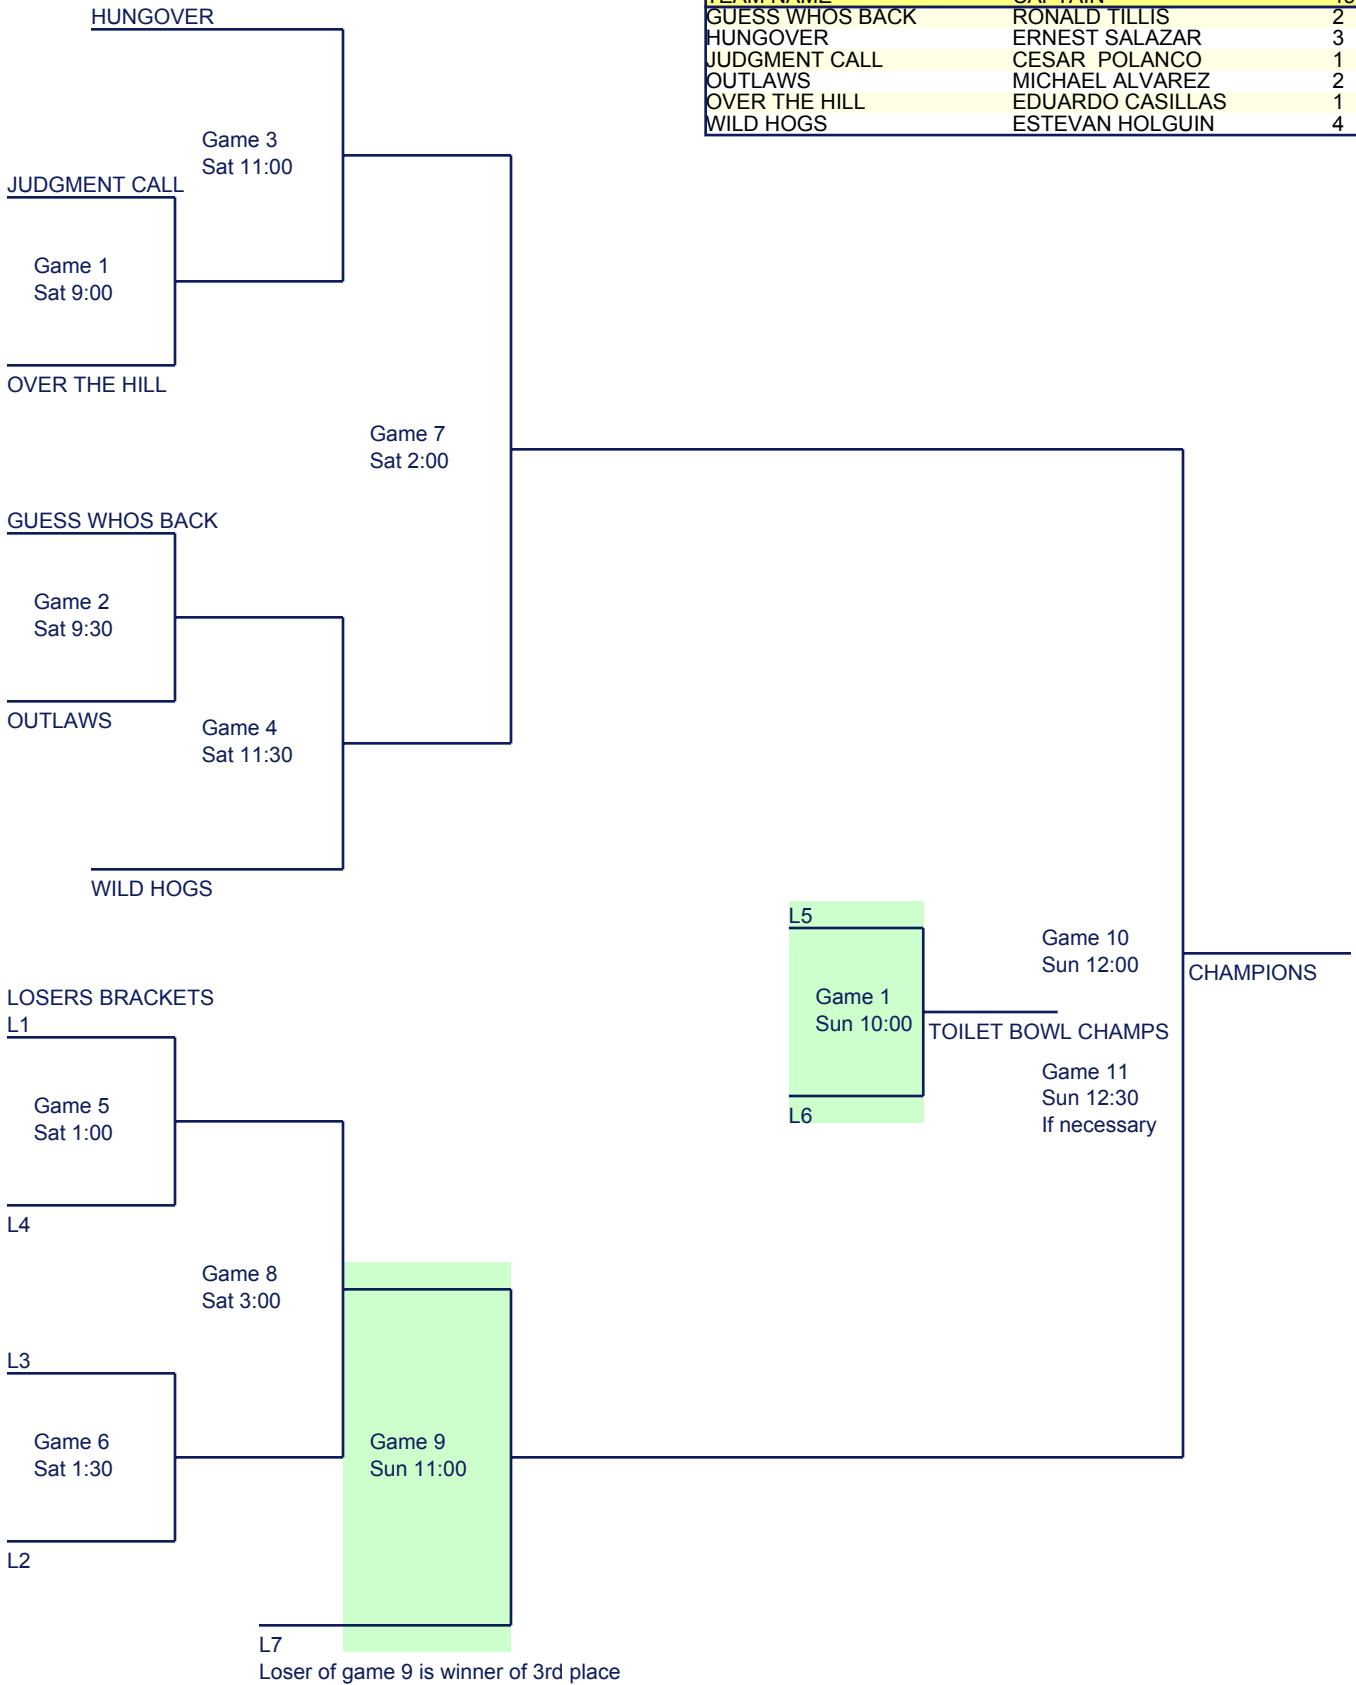 TEAM NAME CAPTAIN
GUESS WHOS BACK RONALD TILLIS 2
HUNGOVER ERNEST SALAZAR 3
JUDGMENT CALL CESAR POLANCO 1
OUTLAWS MICHAEL ALVAREZ 2
OVER THE HILL EDUARDO CASILLAS 1
WILD HOGS ESTEVAN HOLGUIN 4
HUNGOVER
Game 3
Sat 11:00
JUDGMENT CALL
Game 1
Sat 9:00
OVER THE HILL
Game 7
Sat 2:00
GUESS WHOS BACK
Game 2
Sat 9:30
OUTLAWS
Game 4
Sat 11:30
WILD HOGS
L5
Game 10
Sun 12:00
CHAMPIONS
Game 1
Sun 10:00
TOILET BOWL CHAMPS
Game 11
Sun 12:30
If necessary
L6
LOSERS BRACKETS
L1
Game 5
Sat 1:00
L4
Game 8
Sat 3:00
L3
Game 6
Sat 1:30
Game 9
Sun 11:00
L2
L7
Loser of game 9 is winner of 3rd place